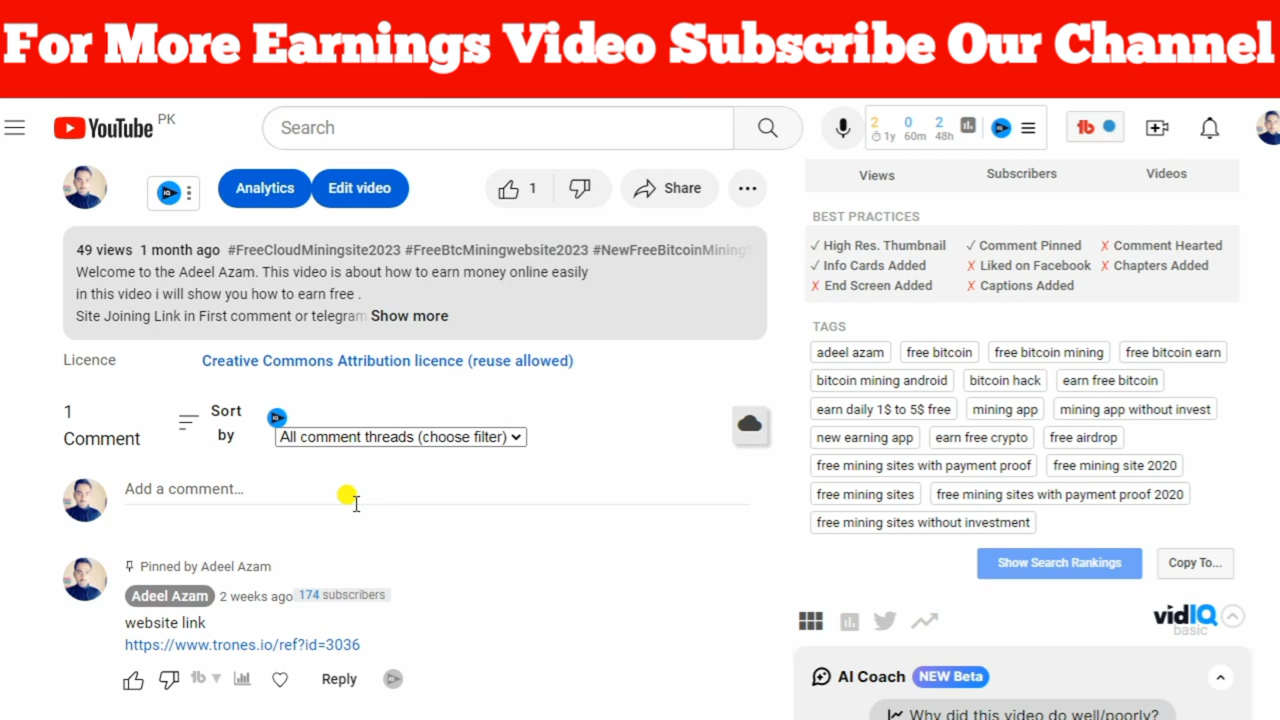 For More Earnings Video Subscribe Our Channel
YouTube PK
Search
2 0 2
1y 60m 48h
Analytics
Edit video
1
Share
Views Subscribers Videos
BEST PRACTICES
✓ High Res. Thumbnail ✓ Comment Pinned ✗ Comment Hearted
✓ Info Cards Added ✗ Liked on Facebook ✗ Chapters Added
✗ End Screen Added ✗ Captions Added
49 views 1 month ago #FreeCloudMiningsite2023 #FreeBtcMiningwebsite2023 #NewFreeBitcoinMining
Welcome to the Adeel Azam. This video is about how to earn money online easily
in this video i will show you how to earn free .
Site Joining Link in First comment or telegram Show more
Licence
Creative Commons Attribution licence (reuse allowed)
TAGS
adeel azam free bitcoin free bitcoin mining free bitcoin earn
bitcoin mining android bitcoin hack earn free bitcoin
earn daily 1$ to 5$ free mining app mining app without invest
new earning app earn free crypto free airdrop
free mining sites with payment proof free mining site 2020
free mining sites free mining sites with payment proof 2020
free mining sites without investment
Show Search Rankings
Copy To...
1
Comment
Sort
by
IQ
All comment threads (choose filter)
Add a comment...
Pinned by Adeel Azam
Adeel Azam 2 weeks ago 174 subscribers
website link
https://www.trones.io/ref?id=3036
tb
Reply
vidIQ
basic
AI Coach NEW Beta
Why did this video do well/poorly?